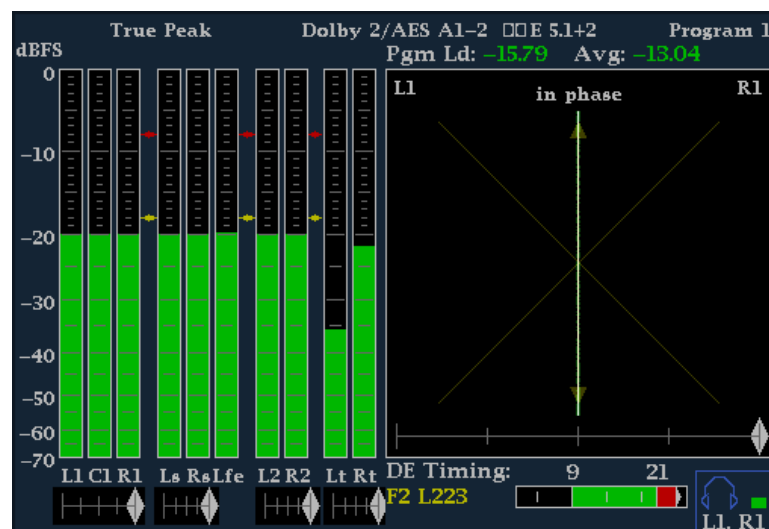 True Peak Dolby 2/AES A1–2 E 5.1+2 Program 1
dBFS Pgm Ld: –15.79 Avg: –13.04
0
–10
–20
–30
–40
–50
–60
–70
L1 R1
in phase
L1 C1 R1 Ls Rs Lfe L2 R2 Lt Rt
DE Timing: 9 21
F2 L223
L1, R1